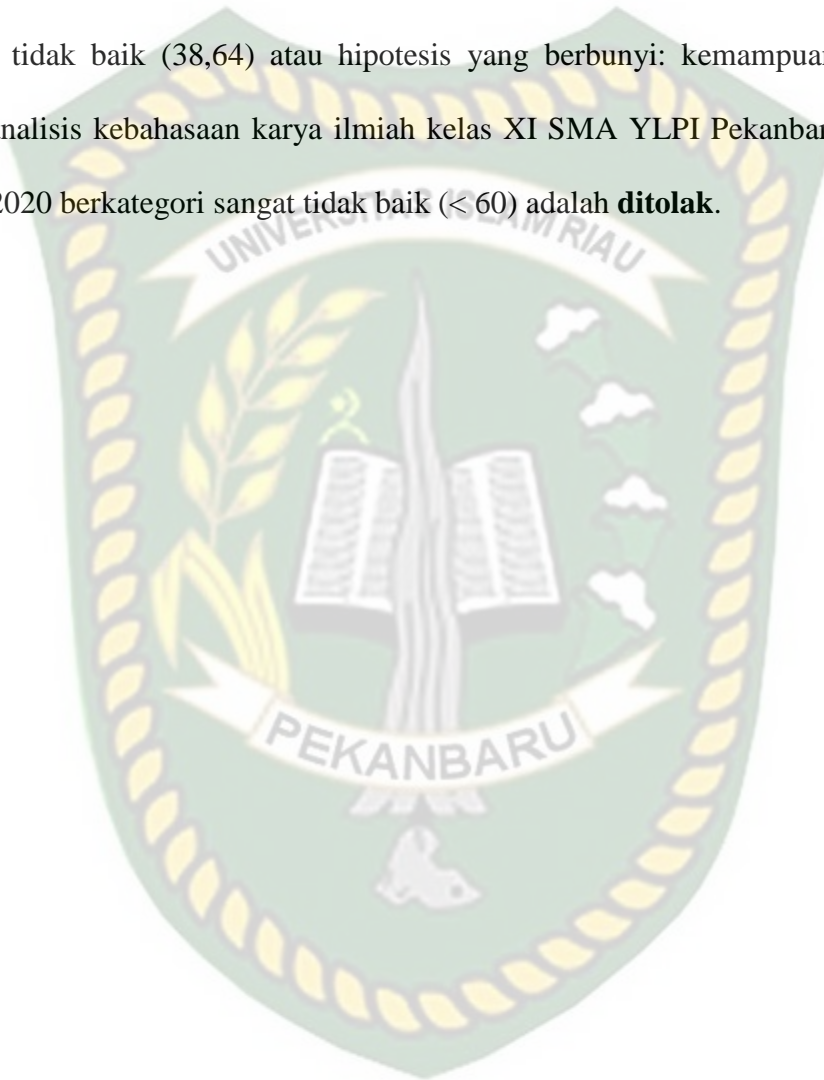 tidak baik (38,64) atau hipotesis yang berbunyi: kemampuan
nalisis kebahasaan karya ilmiah kelas XI SMA YLPI Pekanbar
2020 berkategori sangat tidak baik (< 60) adalah ditolak.
UNIVERSITAS ISLAM RIAU
PEKANBARU